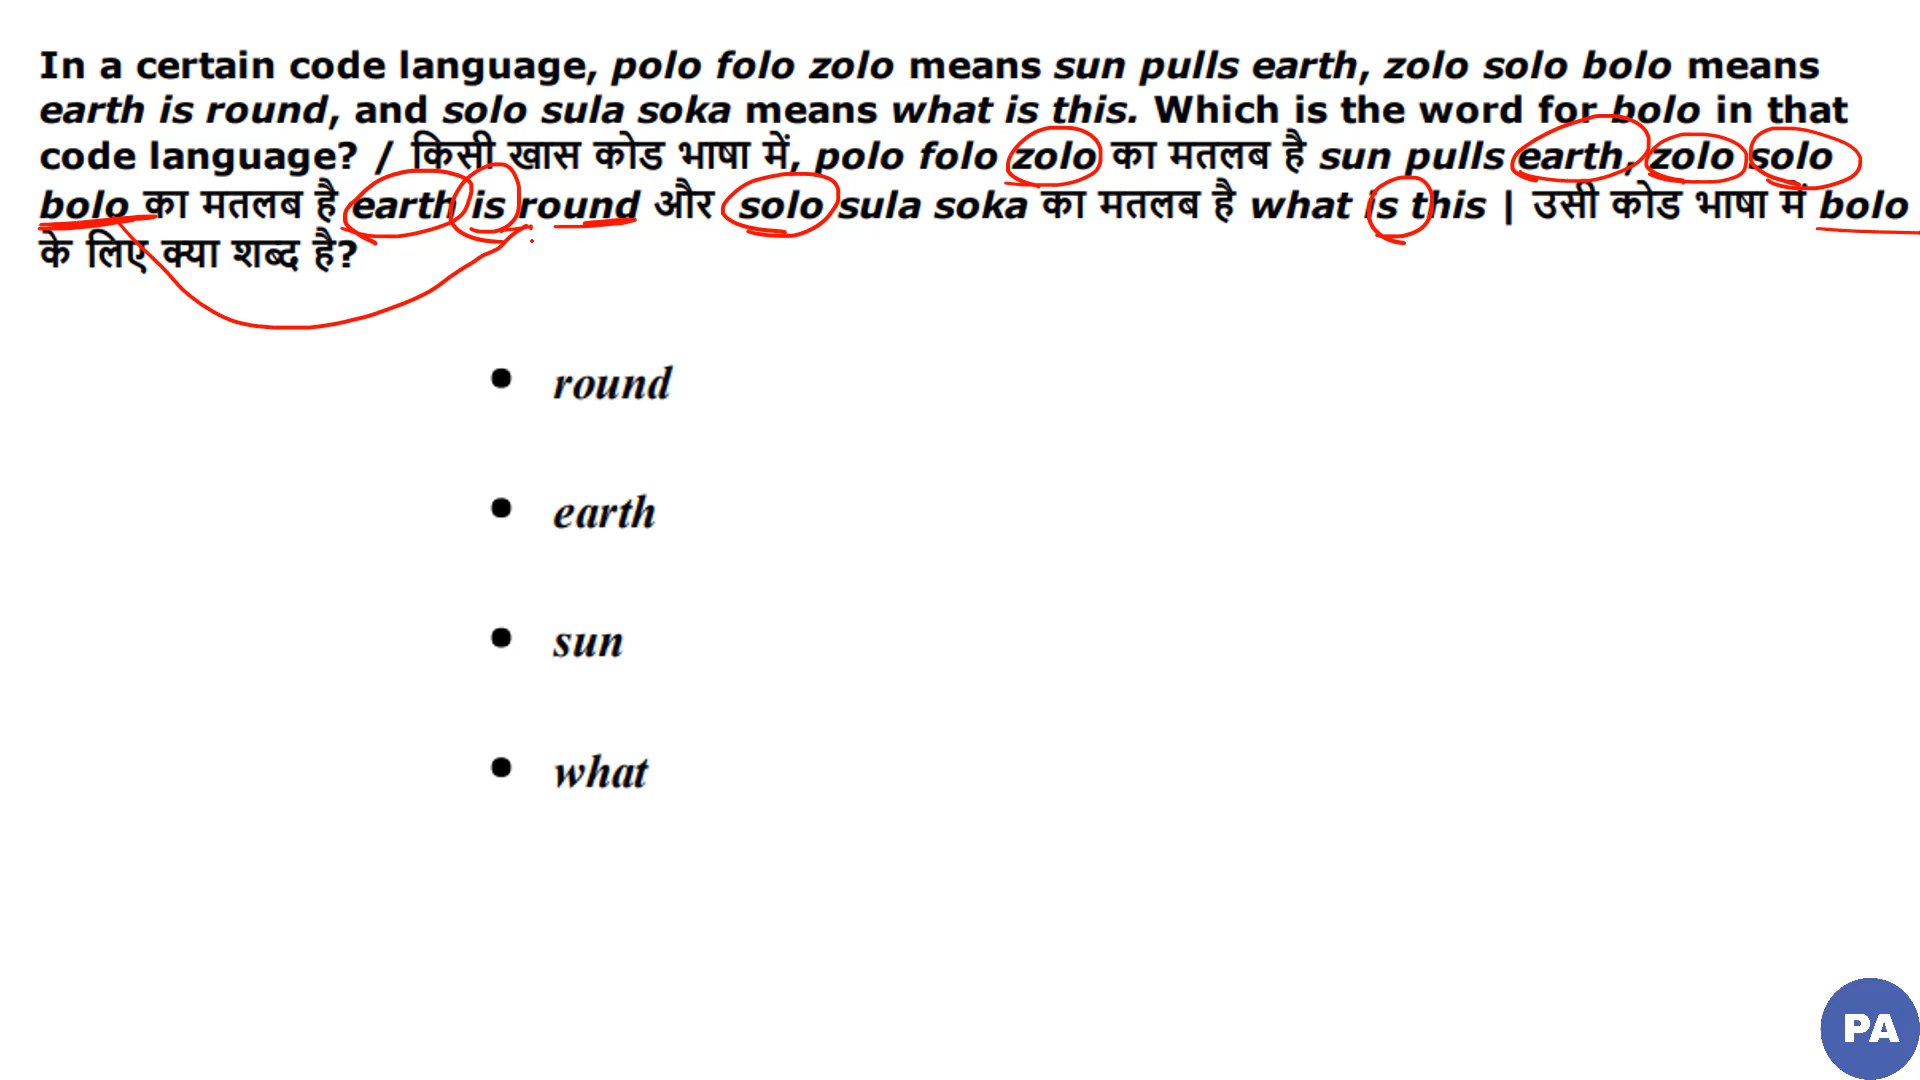 In a certain code language, polo folo zolo means sun pulls earth, zolo solo bolo means
earth is round, and solo sula soka means what is this. Which is the word for bolo in that
code language? / किसी खास कोड भाषा में, polo folo zolo का मतलब है sun pulls earth, zolo solo
bolo का मतलब है earth is round और solo sula soka का मतलब है what is this | उसी कोड भाषा में bolo
के लिए क्या शब्द है?
• round
• earth
• sun
• what
PA